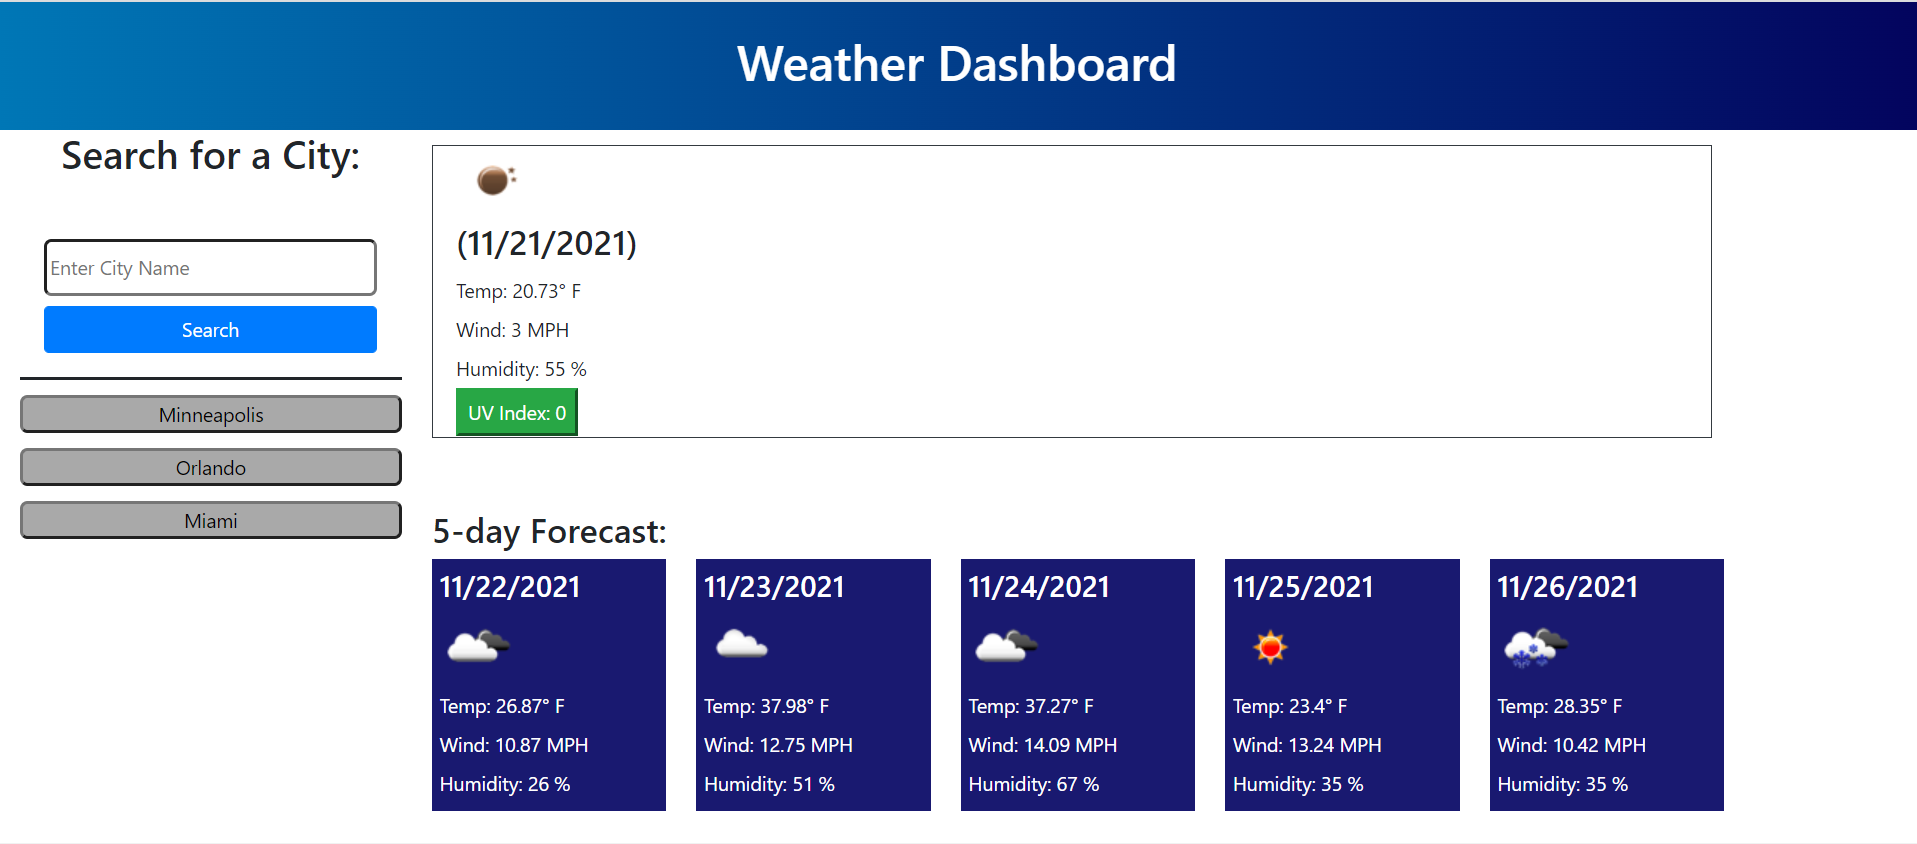 Weather Dashboard
Search for a City:
Enter City Name
Search
Minneapolis
Orlando
Miami
(11/21/2021)
Temp: 20.73° F
Wind: 3 MPH
Humidity: 55 %
UV Index: 0
5-day Forecast:
11/22/2021
Temp: 26.87° F
Wind: 10.87 MPH
Humidity: 26 %
11/23/2021
Temp: 37.98° F
Wind: 12.75 MPH
Humidity: 51 %
11/24/2021
Temp: 37.27° F
Wind: 14.09 MPH
Humidity: 67 %
11/25/2021
Temp: 23.4° F
Wind: 13.24 MPH
Humidity: 35 %
11/26/2021
Temp: 28.35° F
Wind: 10.42 MPH
Humidity: 35 %